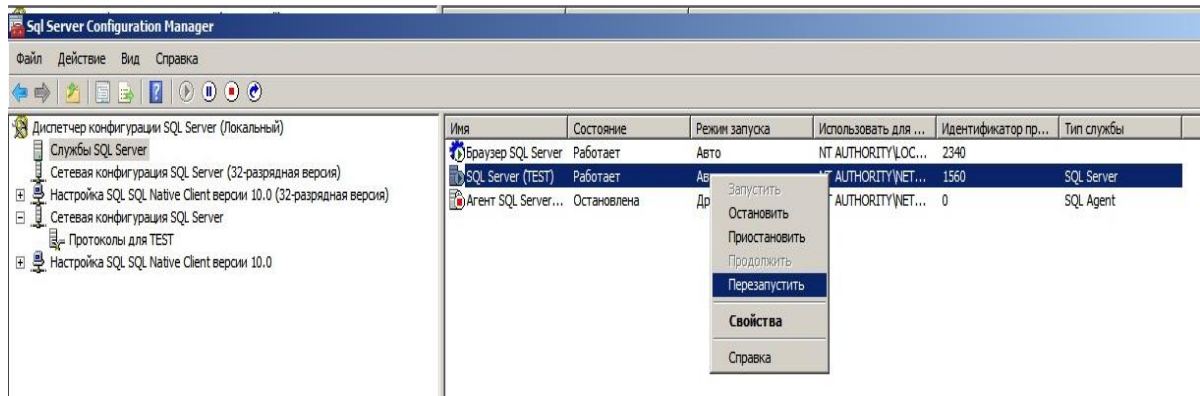 Sql Server Configuration Manager
Файл Действие Вид Справка
Диспетчер конфигурации SQL Server (Локальный)
Службы SQL Server
Сетевая конфигурация SQL Server (32-разрядная версия)
Настройка SQL SQL Native Client версии 10.0 (32-разрядная версия)
Сетевая конфигурация SQL Server
Протоколы для TEST
Настройка SQL SQL Native Client версии 10.0
Имя Состояние Режим запуска Использовать для ... Идентификатор пр... Тип службы
Браузер SQL Server Работает Авто NT AUTHORITY\LOC... 2340
SQL Server (TEST) Работает Ав NT AUTHORITY\NET... 1560 SQL Server
Агент SQL Server... Остановлена Др T AUTHORITY\NET... 0 SQL Agent
Запустить
Остановить
Приостановить
Продолжить
Перезапустить
Свойства
Справка